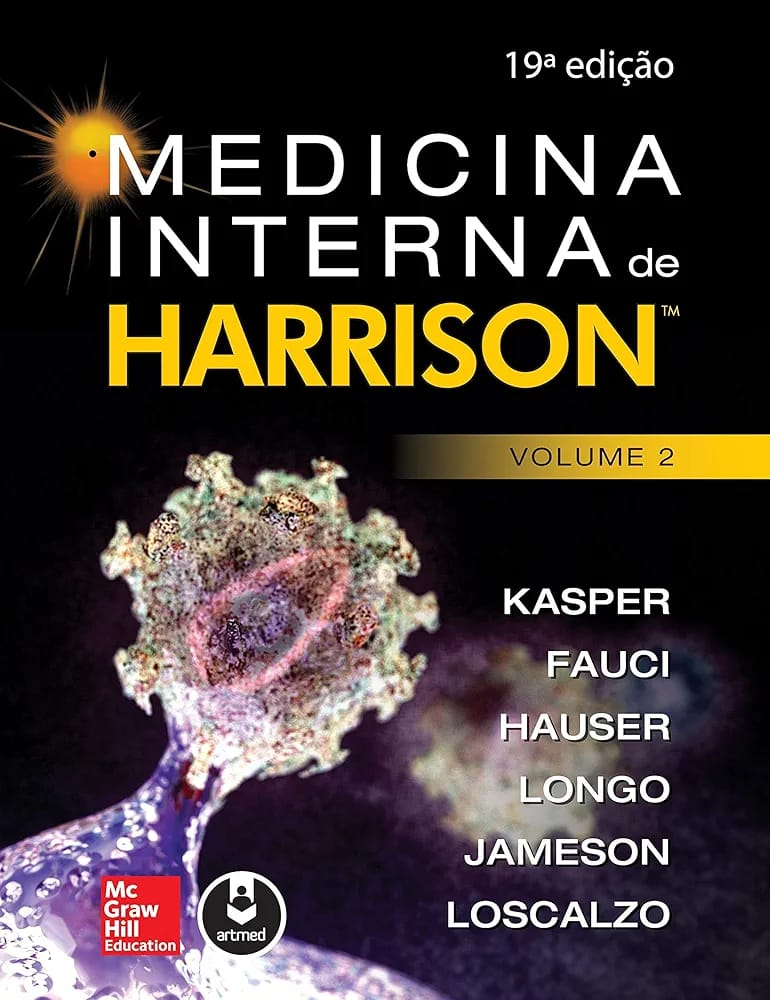 19ª edição
MEDICINA
INTERNA de
HARRISON™
VOLUME 2
KASPER
FAUCI
HAUSER
LONGO
JAMESON
LOSCALZO
Mc
Graw
Hill
Education
artmed